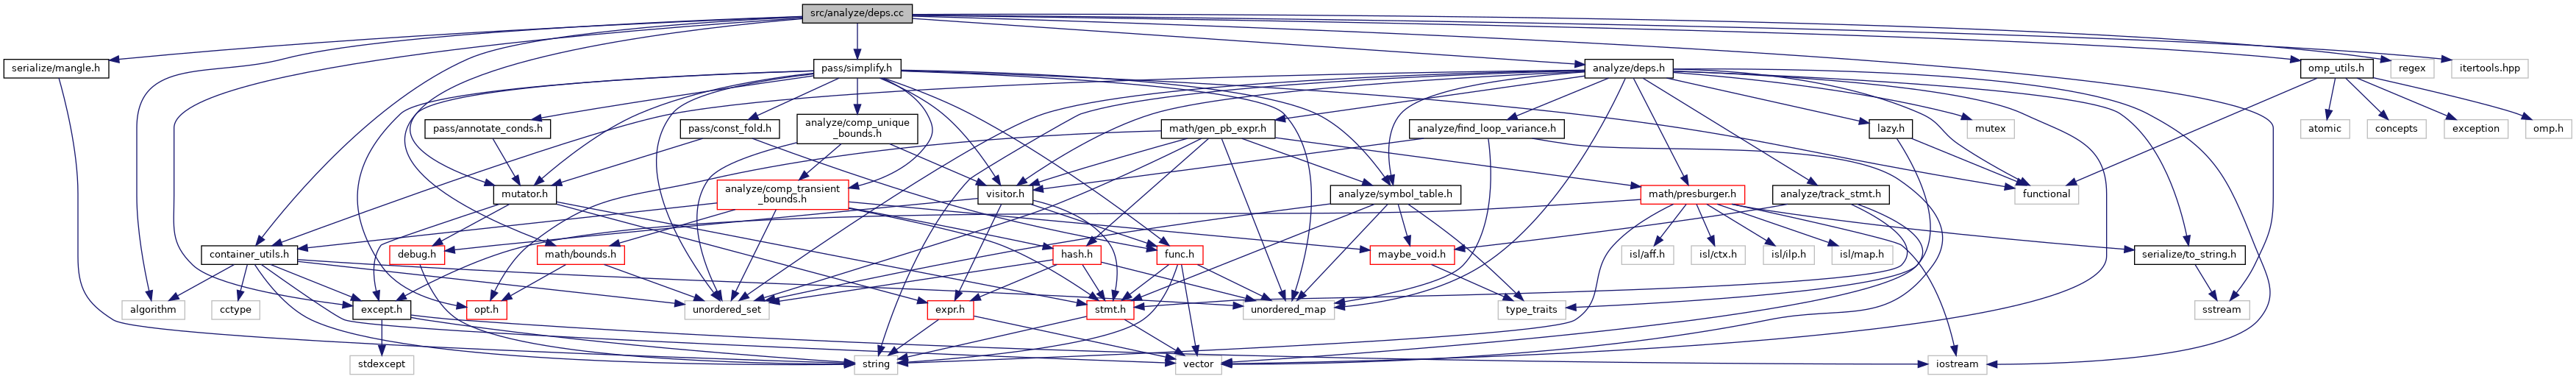 src/analyze/deps.cc
serialize/mangle.h
pass/simplify.h
analyze/deps.h
omp_utils.h
regex
itertools.hpp
pass/annotate_conds.h
pass/const_fold.h
analyze/comp_unique
_bounds.h
math/gen_pb_expr.h
analyze/find_loop_variance.h
lazy.h
mutex
atomic
concepts
exception
omp.h
mutator.h
analyze/comp_transient
_bounds.h
visitor.h
analyze/symbol_table.h
math/presburger.h
analyze/track_stmt.h
functional
container_utils.h
debug.h
math/bounds.h
hash.h
func.h
maybe_void.h
isl/aff.h
isl/ctx.h
isl/ilp.h
isl/map.h
serialize/to_string.h
algorithm
cctype
except.h
opt.h
unordered_set
expr.h
stmt.h
unordered_map
type_traits
sstream
stdexcept
string
vector
iostream